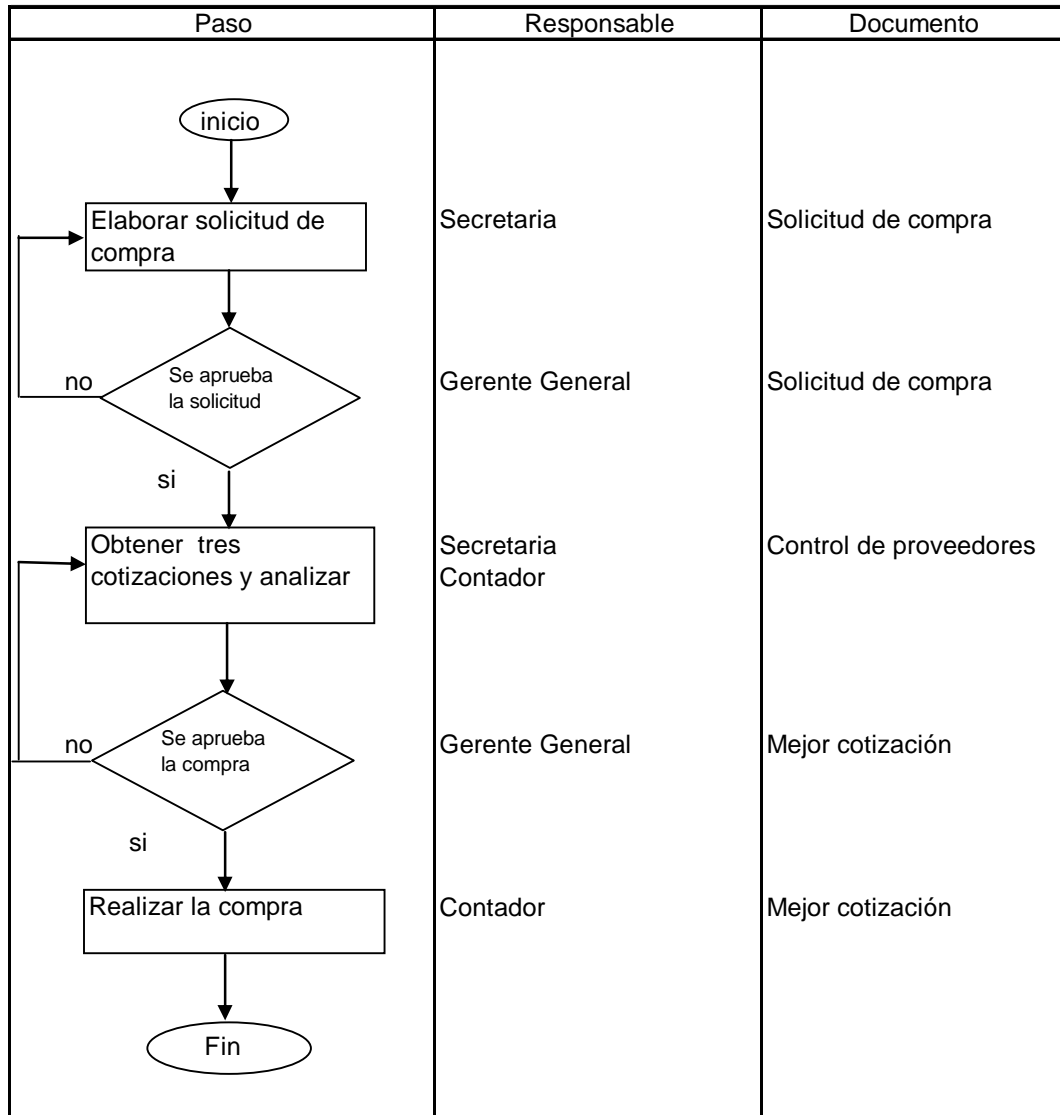 Paso Responsable Documento
inicio
Elaborar solicitud de
compra
Secretaria
Solicitud de compra
no
Se aprueba
la solicitud
Gerente General
Solicitud de compra
si
Obtener tres
cotizaciones y analizar
Secretaria
Contador
Control de proveedores
no
Se aprueba
la compra
Gerente General
Mejor cotización
si
Realizar la compra
Contador
Mejor cotización
Fin